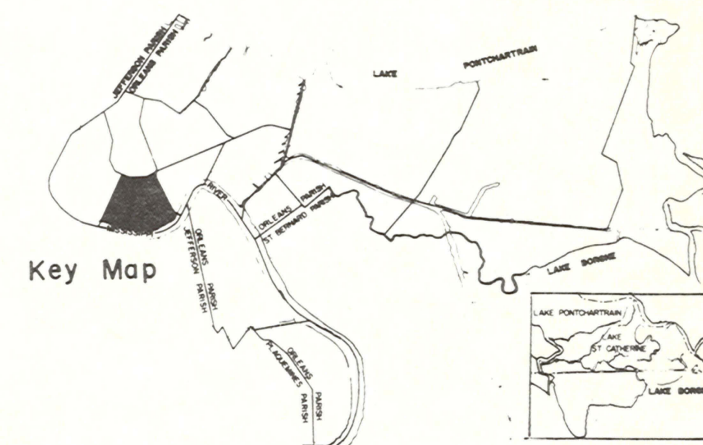 JEFFERSON PARISH
ORLEANS PARISH
LAKE PONTCHARTRAIN
RIVER
ORLEANS PARISH
ST BERNARD PARISH
ORLEANS PARISH
JEFFERSON PARISH
Key Map
LAKE BORGNE
ORLEANS PARISH
PLAQUEMINES PARISH
LAKE PONTCHARTRAIN
LAKE
ST CATHERINE
LAKE